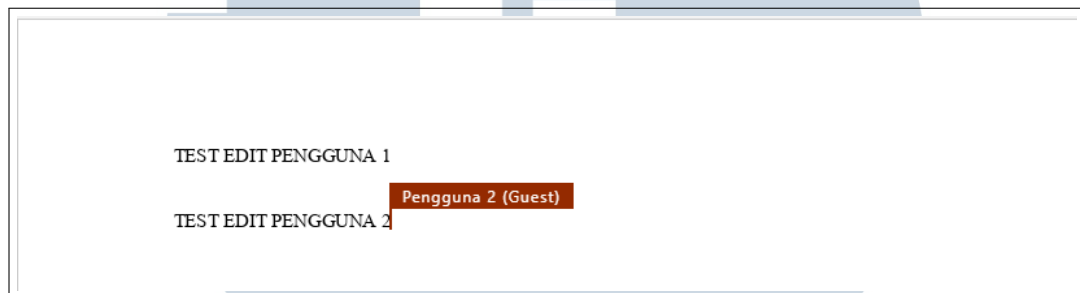 TEST EDIT PENGGUNA 1
Pengguna 2 (Guest)
TEST EDIT PENGGUNA 2